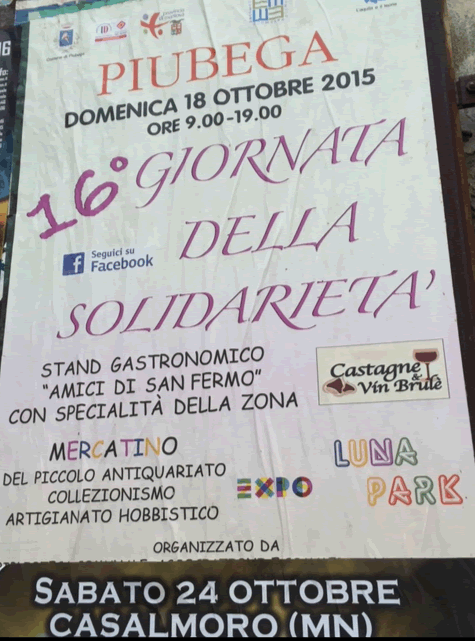 PIUBEGA
DOMENICA 18 OTTOBRE 2015
ORE 9.00-19.00
16° GIORNATA
DELLA
SOLIDARIETA'
Seguici su
Facebook
STAND GASTRONOMICO
"AMICI DI SAN FERMO"
CON SPECIALITÀ DELLA ZONA
Castagne
& Vin Brulè
MERCATINO
DEL PICCOLO ANTIQUARIATO
COLLEZIONISMO
ARTIGIANATO HOBBISTICO
EXPO
LUNA
PARK
ORGANIZZATO DA
SABATO 24 OTTOBRE
CASALMORO (MN)